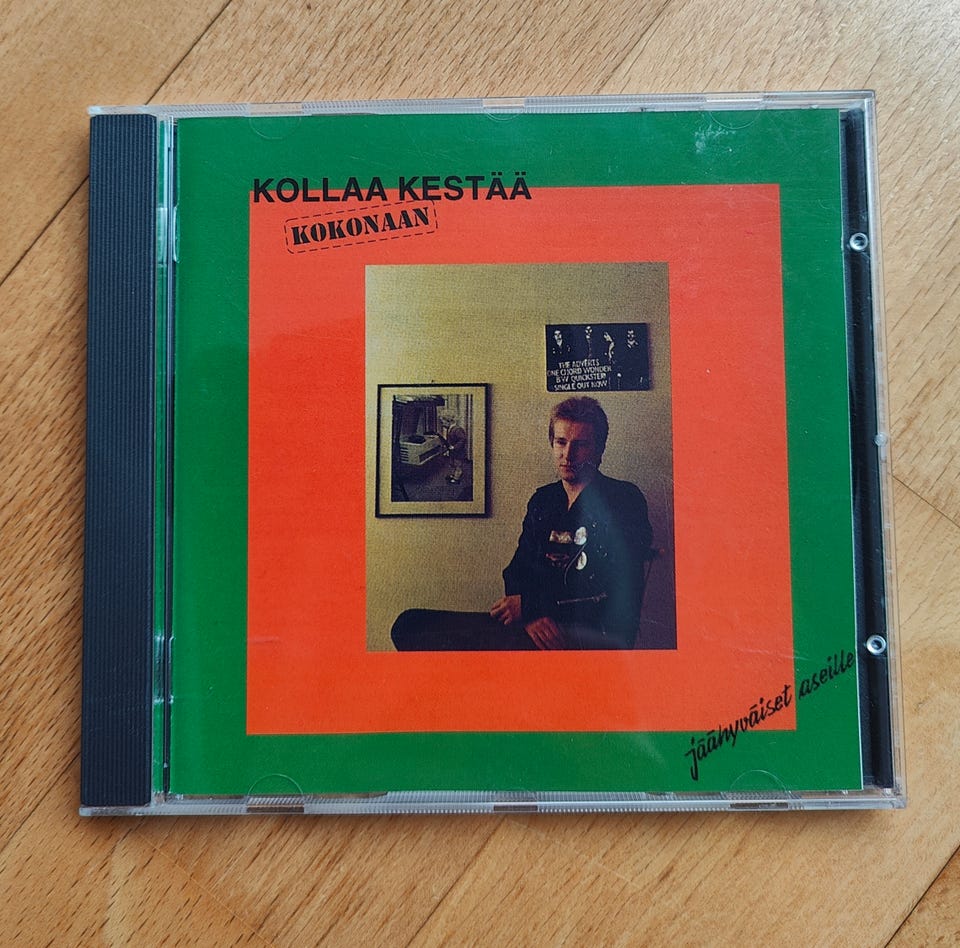 KOLLAA KESTÄÄ
KOKONAAN
THE ADVERTS
ONE CHORD WONDER
B/W QUICKSTEP
SINGLE OUT NOW
jäähyväiset aseille